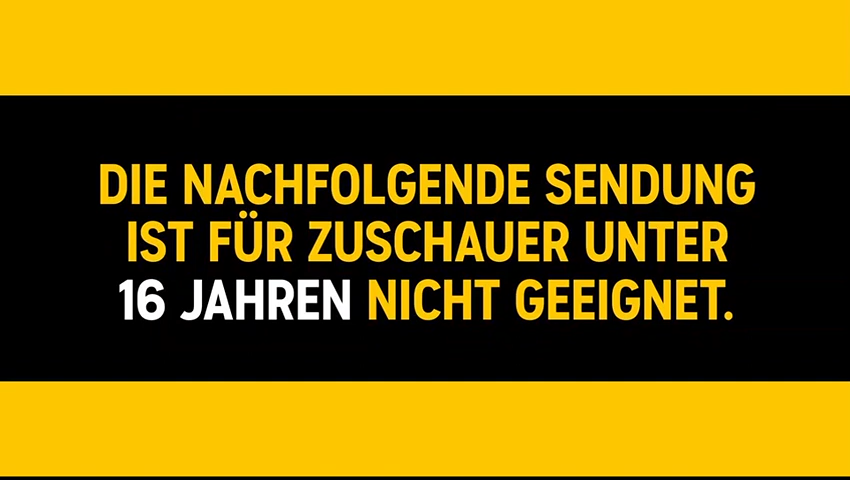 DIE NACHFOLGENDE SENDUNG
IST FÜR ZUSCHAUER UNTER
16 JAHREN NICHT GEEIGNET.